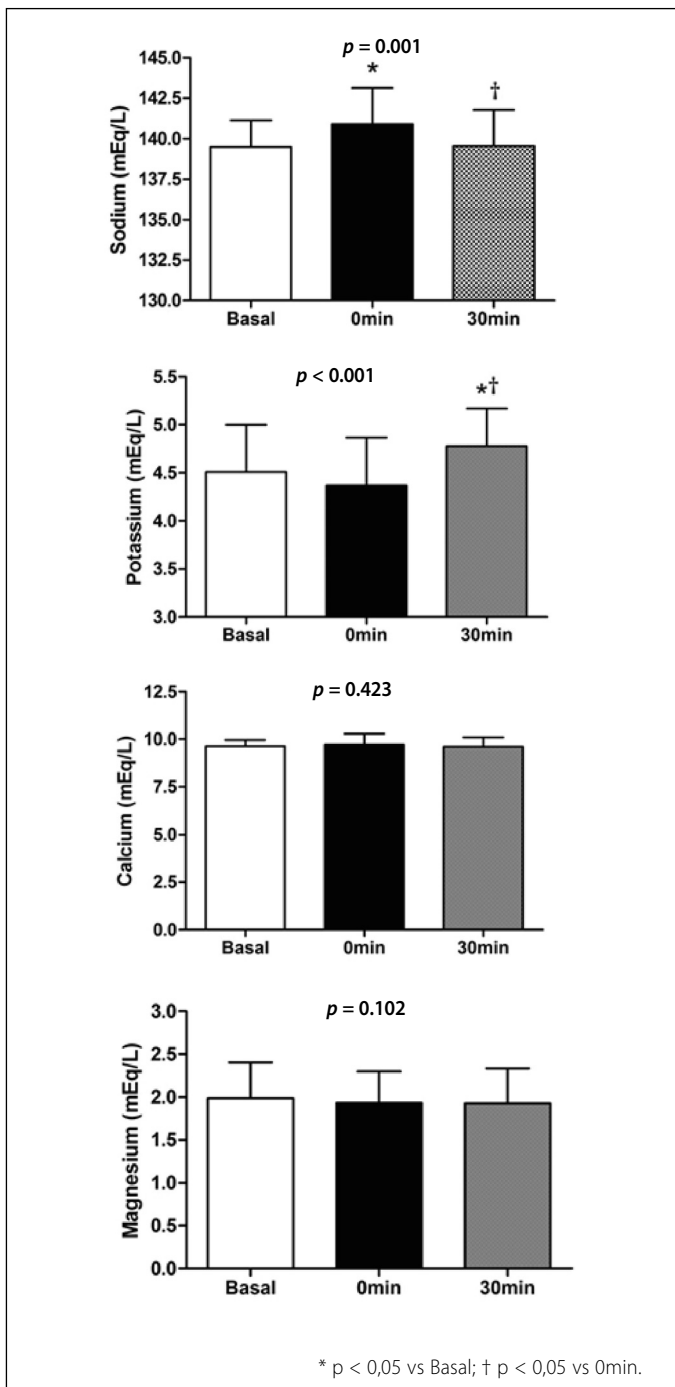 p = 0.001
*
†
145.0
142.5
140.0
137.5
135.0
132.5
130.0
Sodium (mEq/L)
Basal 0min 30min
p < 0.001
*†
5.5
5.0
4.5
4.0
3.5
3.0
Potassium (mEq/L)
Basal 0min 30min
p = 0.423
12.5
10.0
7.5
5.0
2.5
0.0
Calcium (mEq/L)
Basal 0min 30min
p = 0.102
3.0
2.5
2.0
1.5
1.0
0.5
0.0
Magnesium (mEq/L)
Basal 0min 30min
* p < 0,05 vs Basal; † p < 0,05 vs 0min.